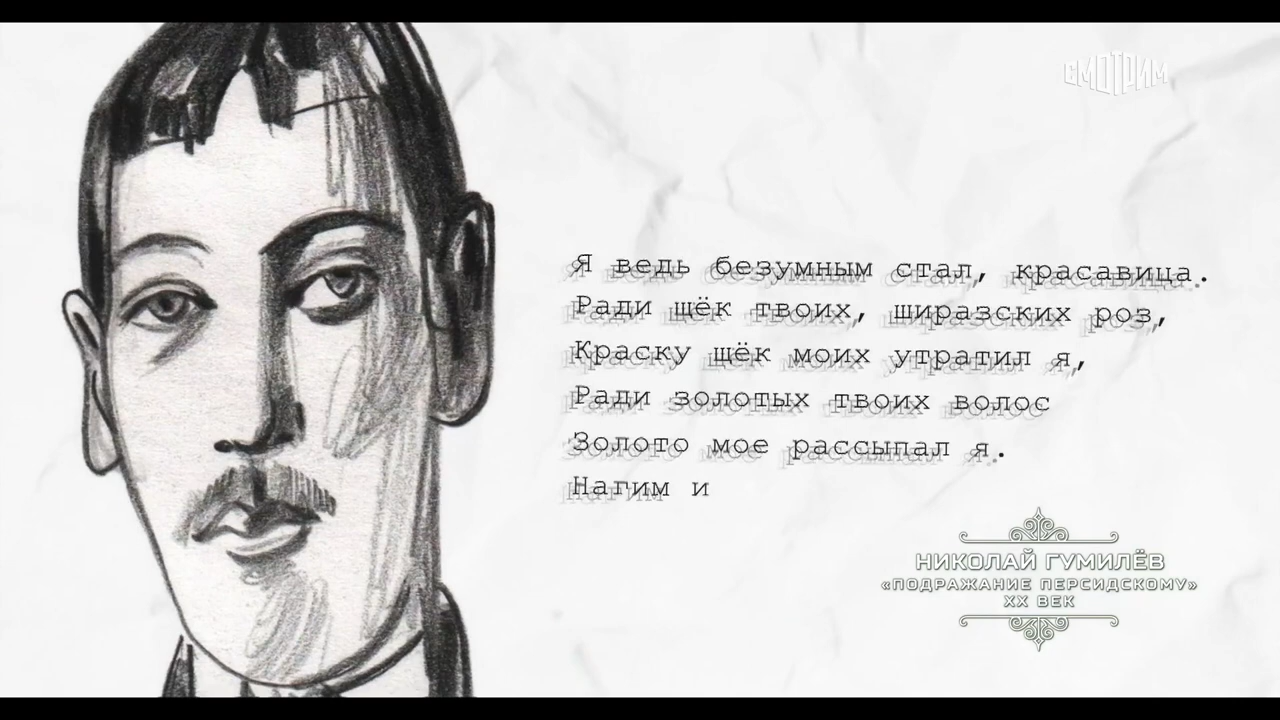 СМОТРИМ
Я ведь безумным стал, красавица.
Ради щёк твоих, ширазских роз,
Краску щёк моих утратил я,
Ради золотых твоих волос
Золото мое рассыпал я.
Нагим и
НИКОЛАЙ ГУМИЛЁВ
«ПОДРАЖАНИЕ ПЕРСИДСКОМУ»
XX ВЕК